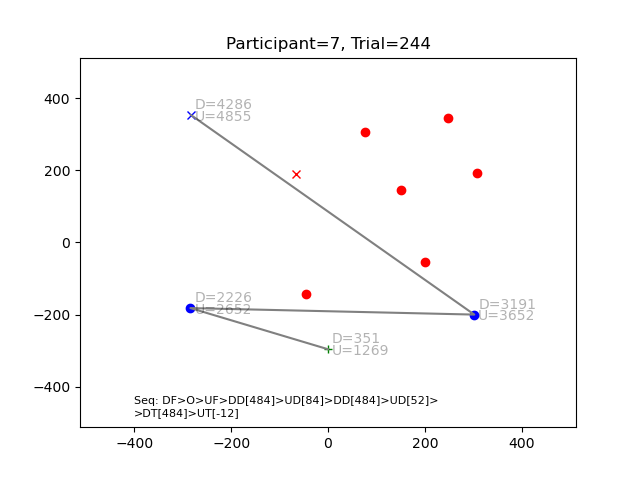 Participant=7, Trial=244
400
200
0
−200
−400
D=4286
U=4855
D=2226
U=2652
D=3191
U=3652
D=351
U=1269
Seq: DF>O>UF>DD[484]>UD[84]>DD[484]>UD[52]>
>DT[484]>UT[-12]
−400
−200
0
200
400